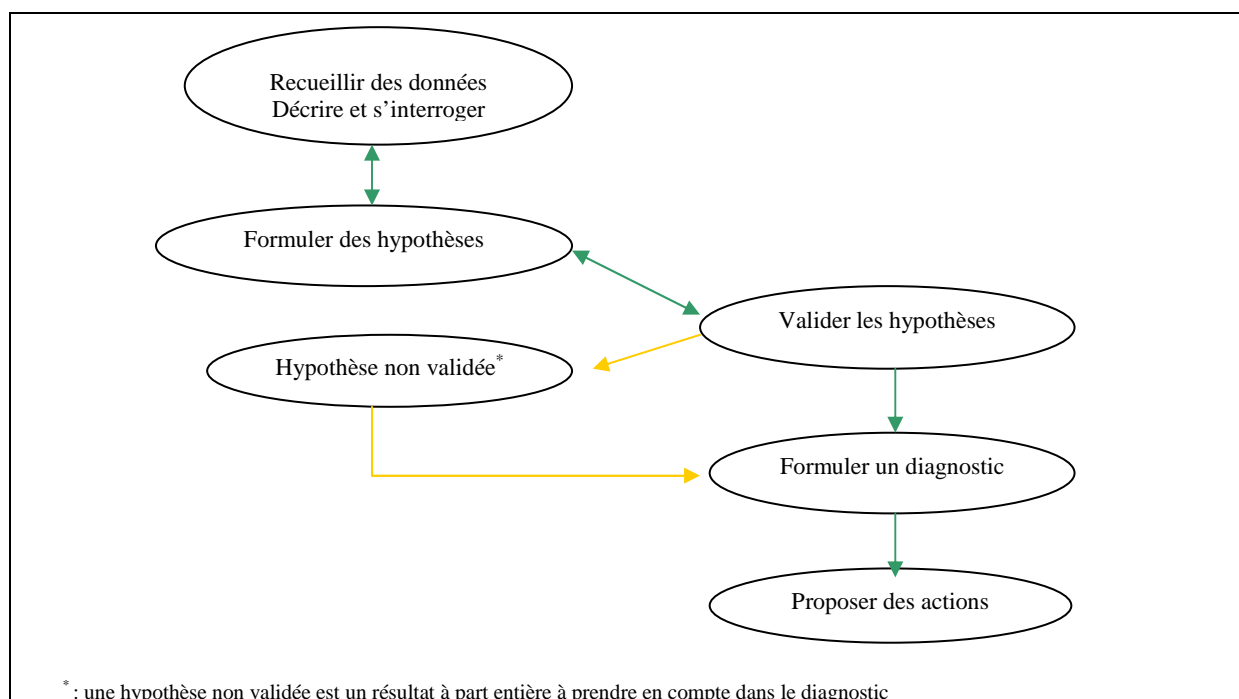 Recueillir des données
Décrire et s’interroger
Formuler des hypothèses
Valider les hypothèses
Hypothèse non validée*
Formuler un diagnostic
Proposer des actions
* : une hypothèse non validée est un résultat à part entière à prendre en compte dans le diagnostic